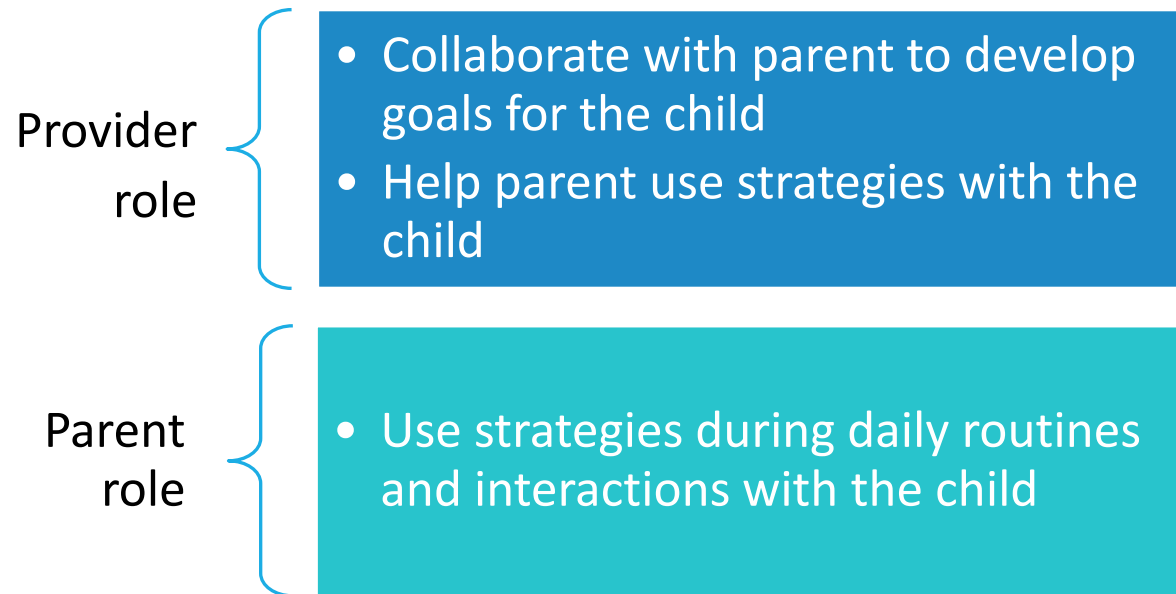 Provider
role
• Collaborate with parent to develop
goals for the child
• Help parent use strategies with the
child
Parent
role
• Use strategies during daily routines
and interactions with the child